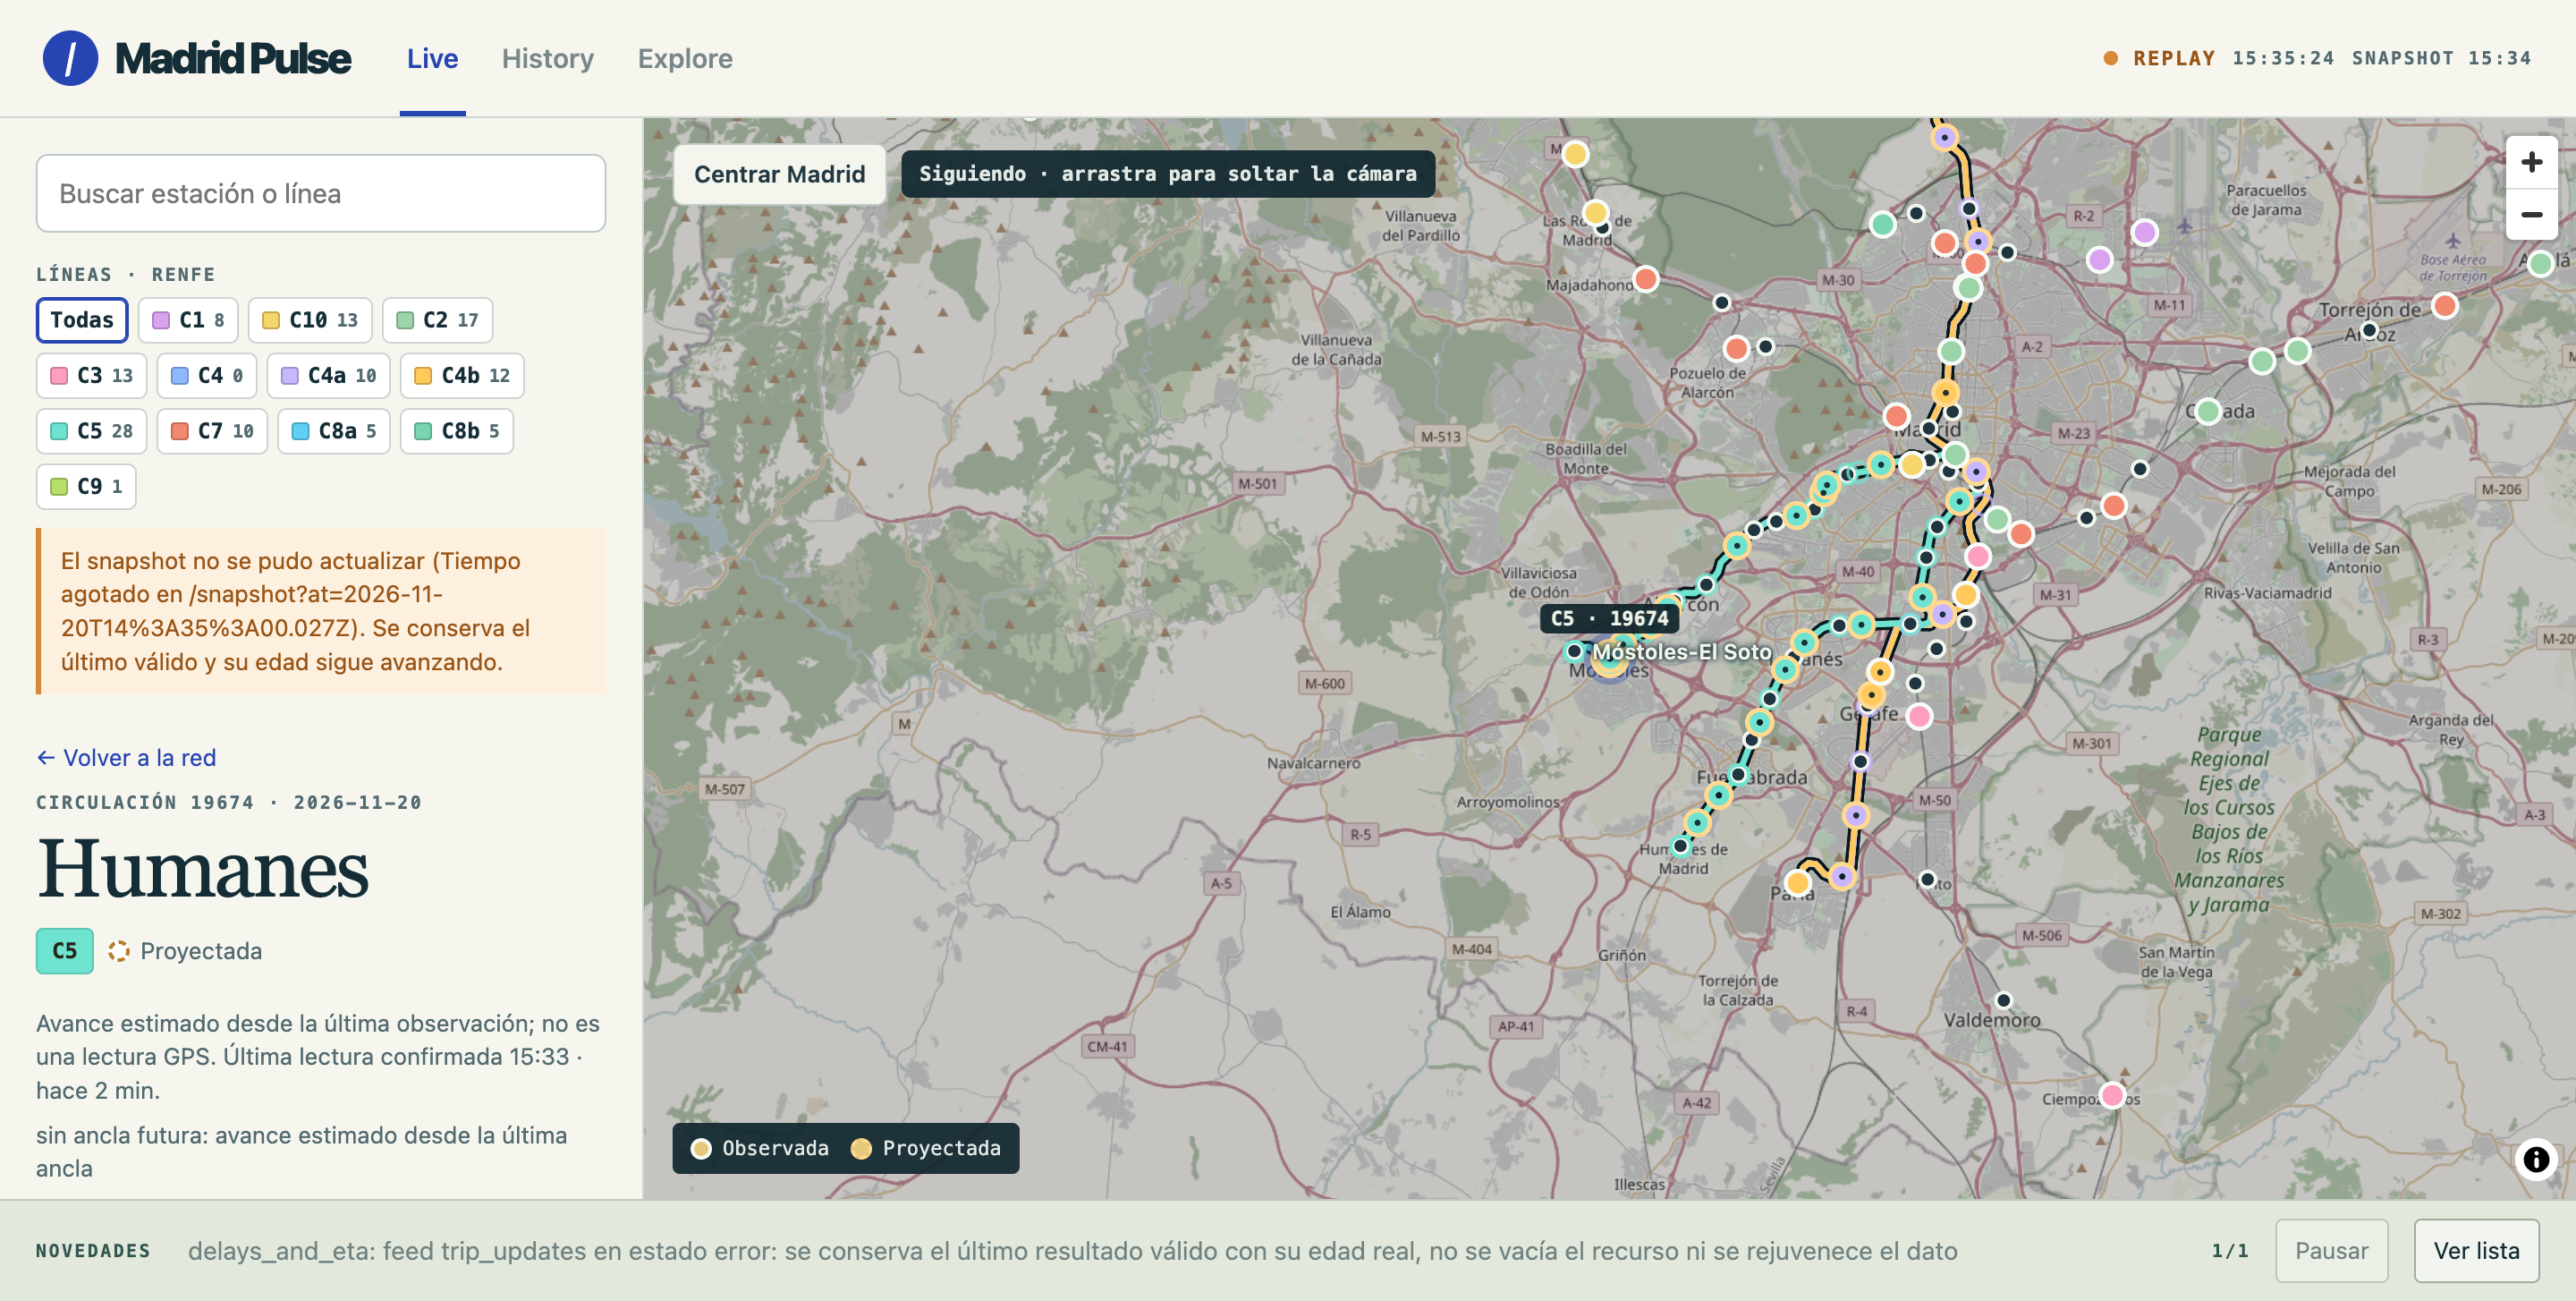 Madrid Pulse
Live
History
Explore
REPLAY 15:35:24 SNAPSHOT 15:34
Buscar estación o línea
LÍNEAS · RENFE
Todas
C1 8
C10 13
C2 17
C3 13
C4 0
C4a 10
C4b 12
C5 28
C7 10
C8a 5
C8b 5
C9 1
El snapshot no se pudo actualizar (Tiempo
agotado en /snapshot?at=2026-11-
20T14%3A35%3A00.027Z). Se conserva el
último válido y su edad sigue avanzando.
← Volver a la red
CIRCULACIÓN 19674 · 2026-11-20
Humanes
C5
Proyectada
Avance estimado desde la última observación; no es
una lectura GPS. Última lectura confirmada 15:33 ·
hace 2 min.
sin ancla futura: avance estimado desde la última
ancla
Centrar Madrid
Siguiendo · arrastra para soltar la cámara
+
−
Villanueva
del Pardillo
Madrid
Majadahond
Villanueva
de la Cañada
Pozuelo de
Alarcón
M-30
R-2
Paracuellos
de Jarama
Base Aérea
de Torrejón
M-11
Torrejón de
A-2
M-513
Boadilla del
Monte
M-501
M-23
Mejorada del
Campo
M-206
Villaviciosa
de Odón
M-40
M-31
Velilla de San
Antonio
Rivas-Vaciamadrid
R-3
C5 · 19674
Móstoles-El Soto
M-600
M
M-507
Navalcarnero
Arroyomolinos
R-5
M-301
Arganda del
Rey
Parque
Regional
Ejes de
los Cursos
Bajos de
los Ríos
Manzanares
y Jarama
M-50
A-3
Madrid
A-5
El Álamo
M-404
Griñón
Torrejón de
la Calzada
M-506
M-302
San Martín
de la Vega
R-4
Valdemoro
AP-41
CM-41
A-42
Illescas
Sevilla
Observada
Proyectada
NOVEDADES
delays_and_eta: feed trip_updates en estado error: se conserva el último resultado válido con su edad real, no se vacía el recurso ni se rejuvenece el dato
1/1
Pausar
Ver lista